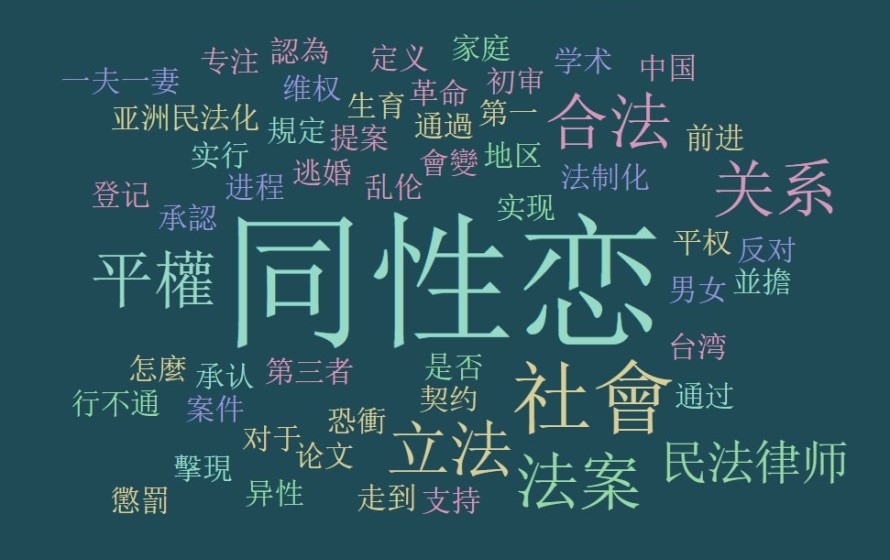 家庭
专注 認為 定义 学术 中国
一夫一妻 维权 生育 革命 初审
亚洲民法化 規定 提案 通過 第一 合法 前进
实行 會變 地区
登记 进程 逃婚 乱伦 法制化 关系
承認 实现
平權 同性恋 平权 反对
男女 並擔
台湾
怎麼 承认 第三者 是否
行不通 案件 契约 社會 通过
恐衝
对于 论文 立法 民法律师
擊現
懲罰 异性 走到 支持 法案